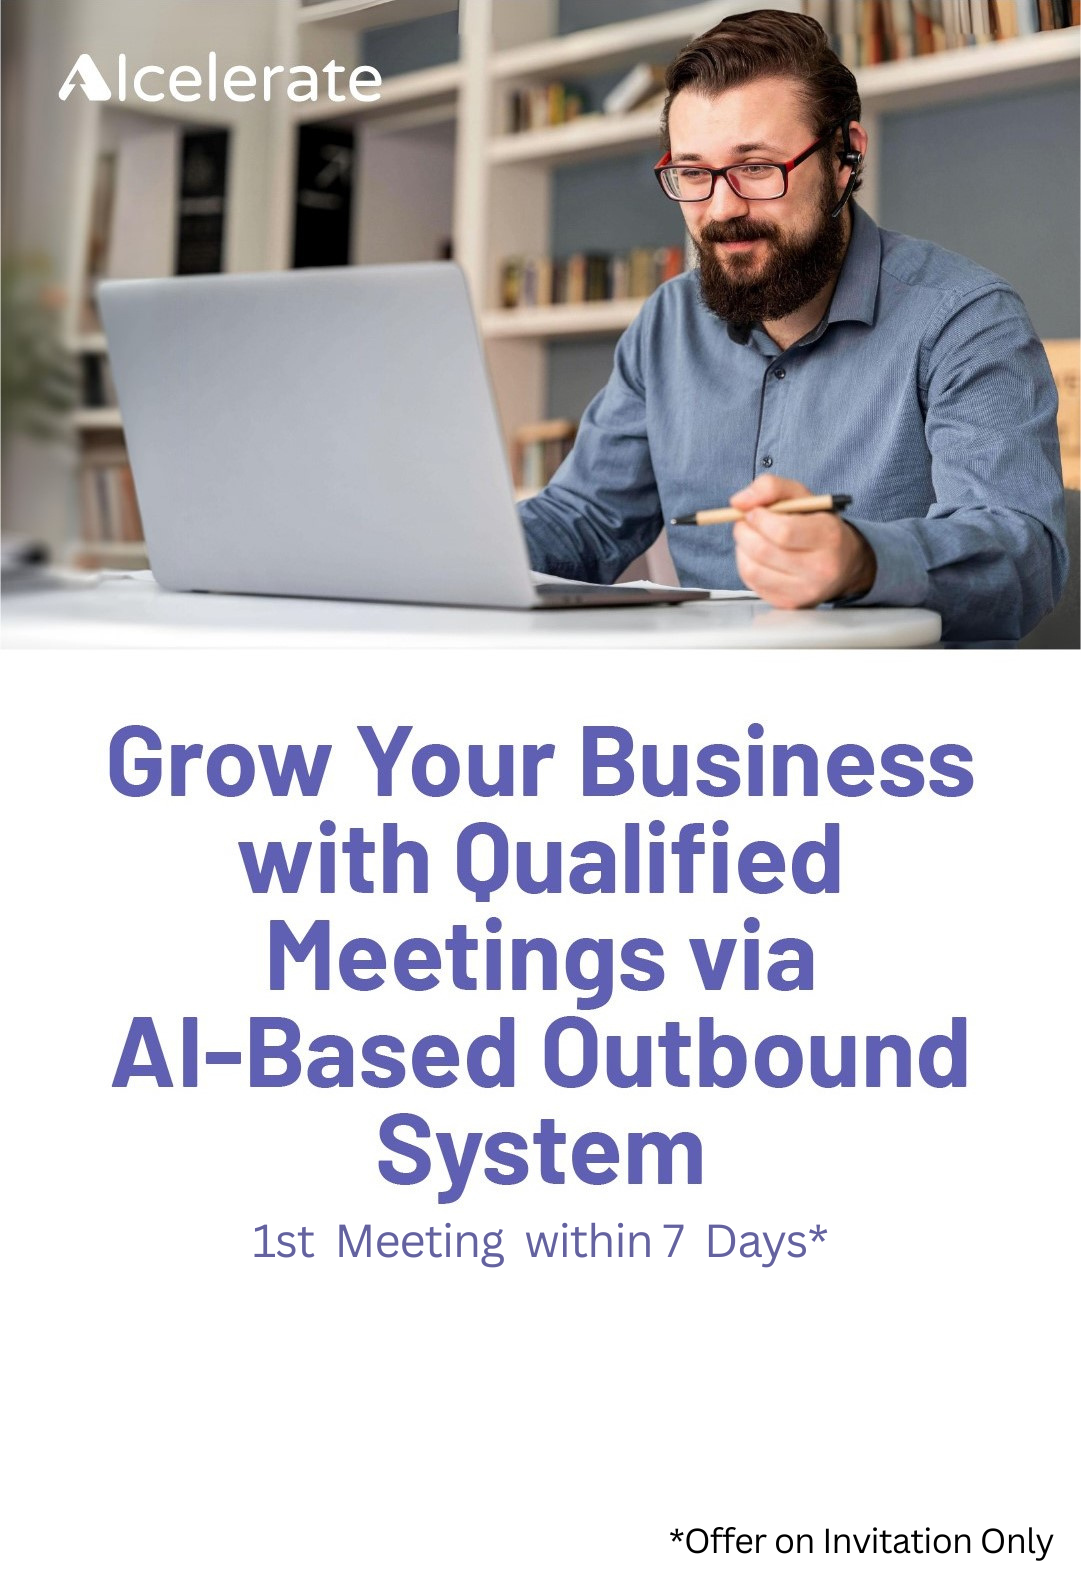 AIcelerate
Grow Your Business
with Qualified
Meetings via
AI-Based Outbound
System
1st Meeting within 7 Days*
*Offer on Invitation Only